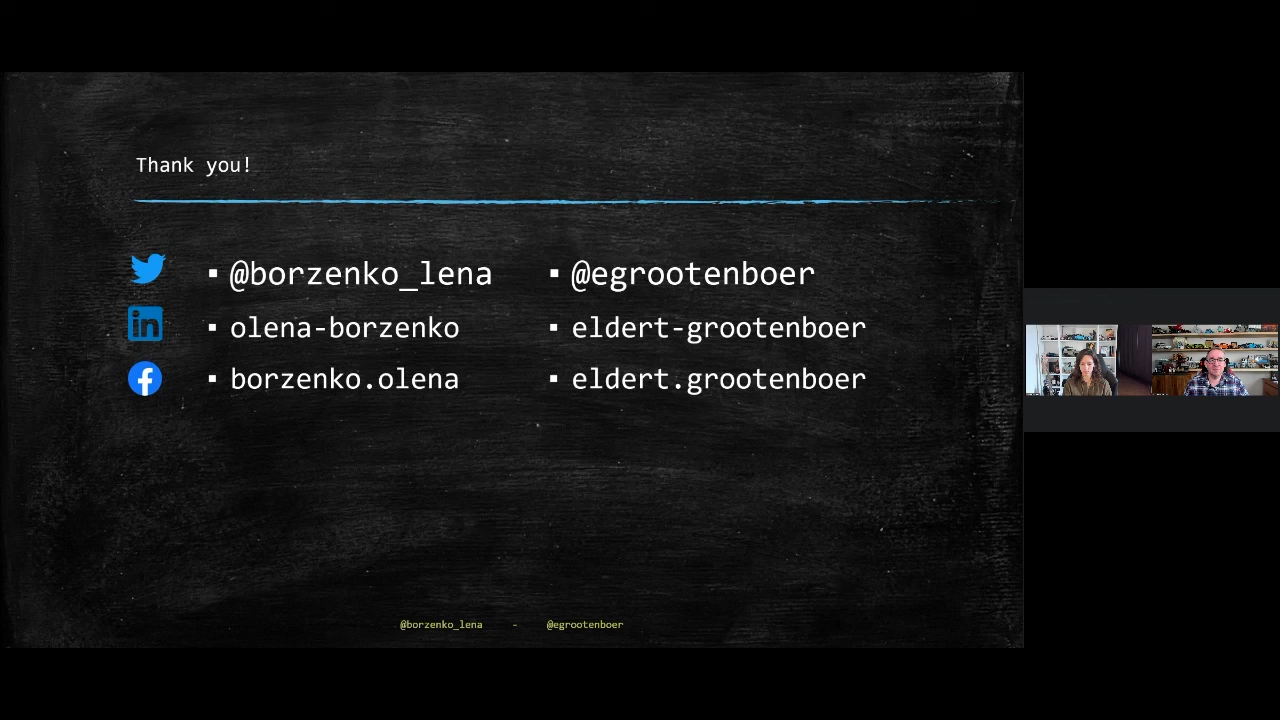 Thank you!
@borzenko_lena
@egrootenboer
olena-borzenko
eldert-grootenboer
borzenko.olena
eldert.grootenboer
@borzenko_lena - @egrootenboer